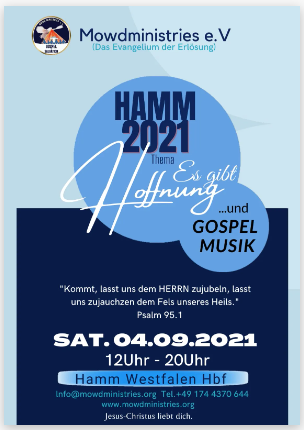 Mowdministries e.V
(Das Evangelium der Erlösung)
HAMM
2021
Thema
Es gibt
Hoffnung
...und
GOSPEL
MUSIK
"Kommt, lasst uns dem HERRN zujubeln, lasst
uns zujauchzen dem Fels unseres Heils."
Psalm 95.1
SAT. 04.09.2021
12Uhr - 20Uhr
Hamm Westfalen Hbf
Info@mowdministries.org Tel.+49 174 4370 644
www.mowdministries.org
Jesus-Christus liebt dich.